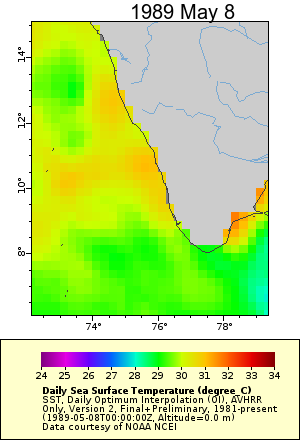 1989 May 8
14°
12°
10°
8°
74°
76°
78°
24 25 26 27 28 29 30 31 32 33 34
Daily Sea Surface Temperature (degree_C)
SST, Daily Optimum Interpolation (OI), AVHRR
Only, Version 2, Final+Preliminary, 1981-present
(1989-05-08T00:00:00Z, Altitude=0.0 m)
Data courtesy of NOAA NCEI